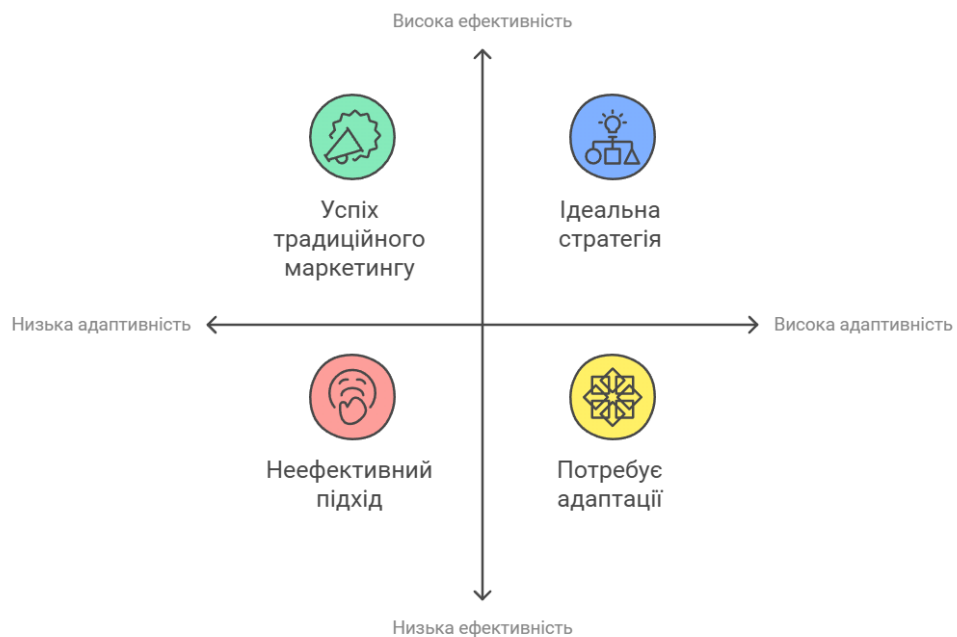 Висока ефективність
Успіх
традиційного
маркетингу
Ідеальна
стратегія
Низька адаптивність
Висока адаптивність
Неефективний
підхід
Потребує
адаптації
Низька ефективність